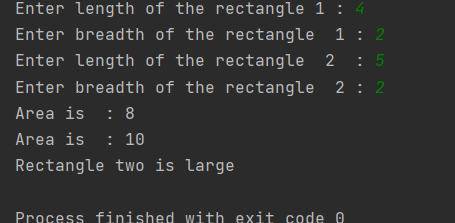 Enter length of the rectangle 1 : 4
Enter breadth of the rectangle  1 : 2
Enter length of the rectangle  2  : 5
Enter breadth of the rectangle  2 : 2
Area is  : 8
Area is  : 10
Rectangle two is large
Process finished with exit code 0